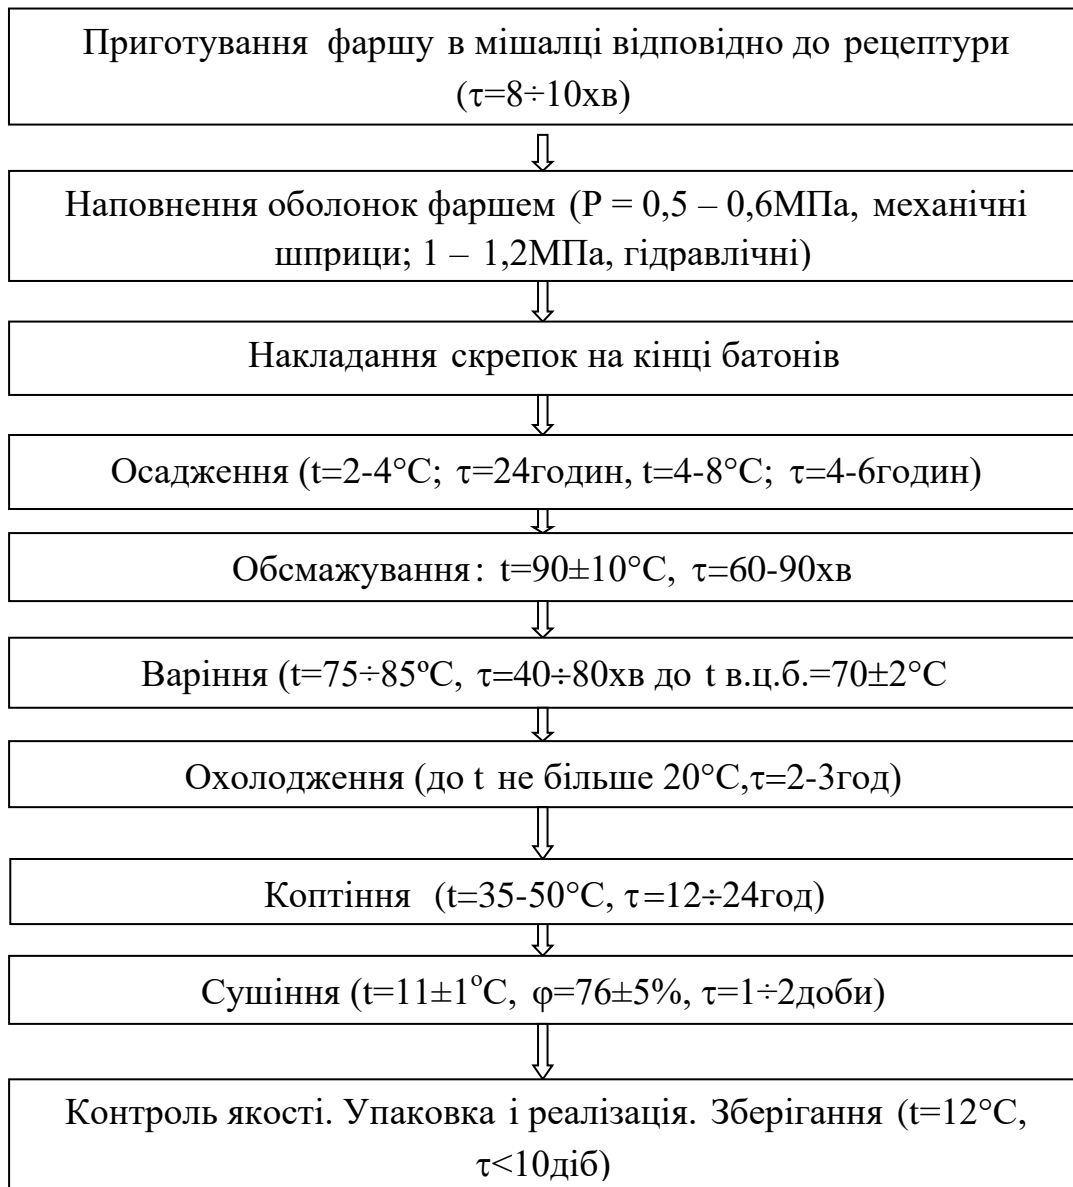 Приготування фаршу в мішалці відповідно до рецептури
(τ=8÷10хв)
Наповнення оболонок фаршем (Р = 0,5 – 0,6МПа, механічні
шприци; 1 – 1,2МПа, гідравлічні)
Накладання скрепок на кінці батонів
Осадження (t=2-4°С; τ=24годин, t=4-8°С; τ=4-6годин)
Обсмажування: t=90±10°С, τ=60-90хв
Варіння (t=75÷85ºС, τ=40÷80хв до t в.ц.б.=70±2°С
Охолодження (до t не більше 20°С,τ=2-3год)
Коптіння (t=35-50°С, τ=12÷24год)
Сушіння (t=11±1°С, φ=76±5%, τ=1÷2доби)
Контроль якості. Упаковка і реалізація. Зберігання (t=12°С,
τ<10діб)